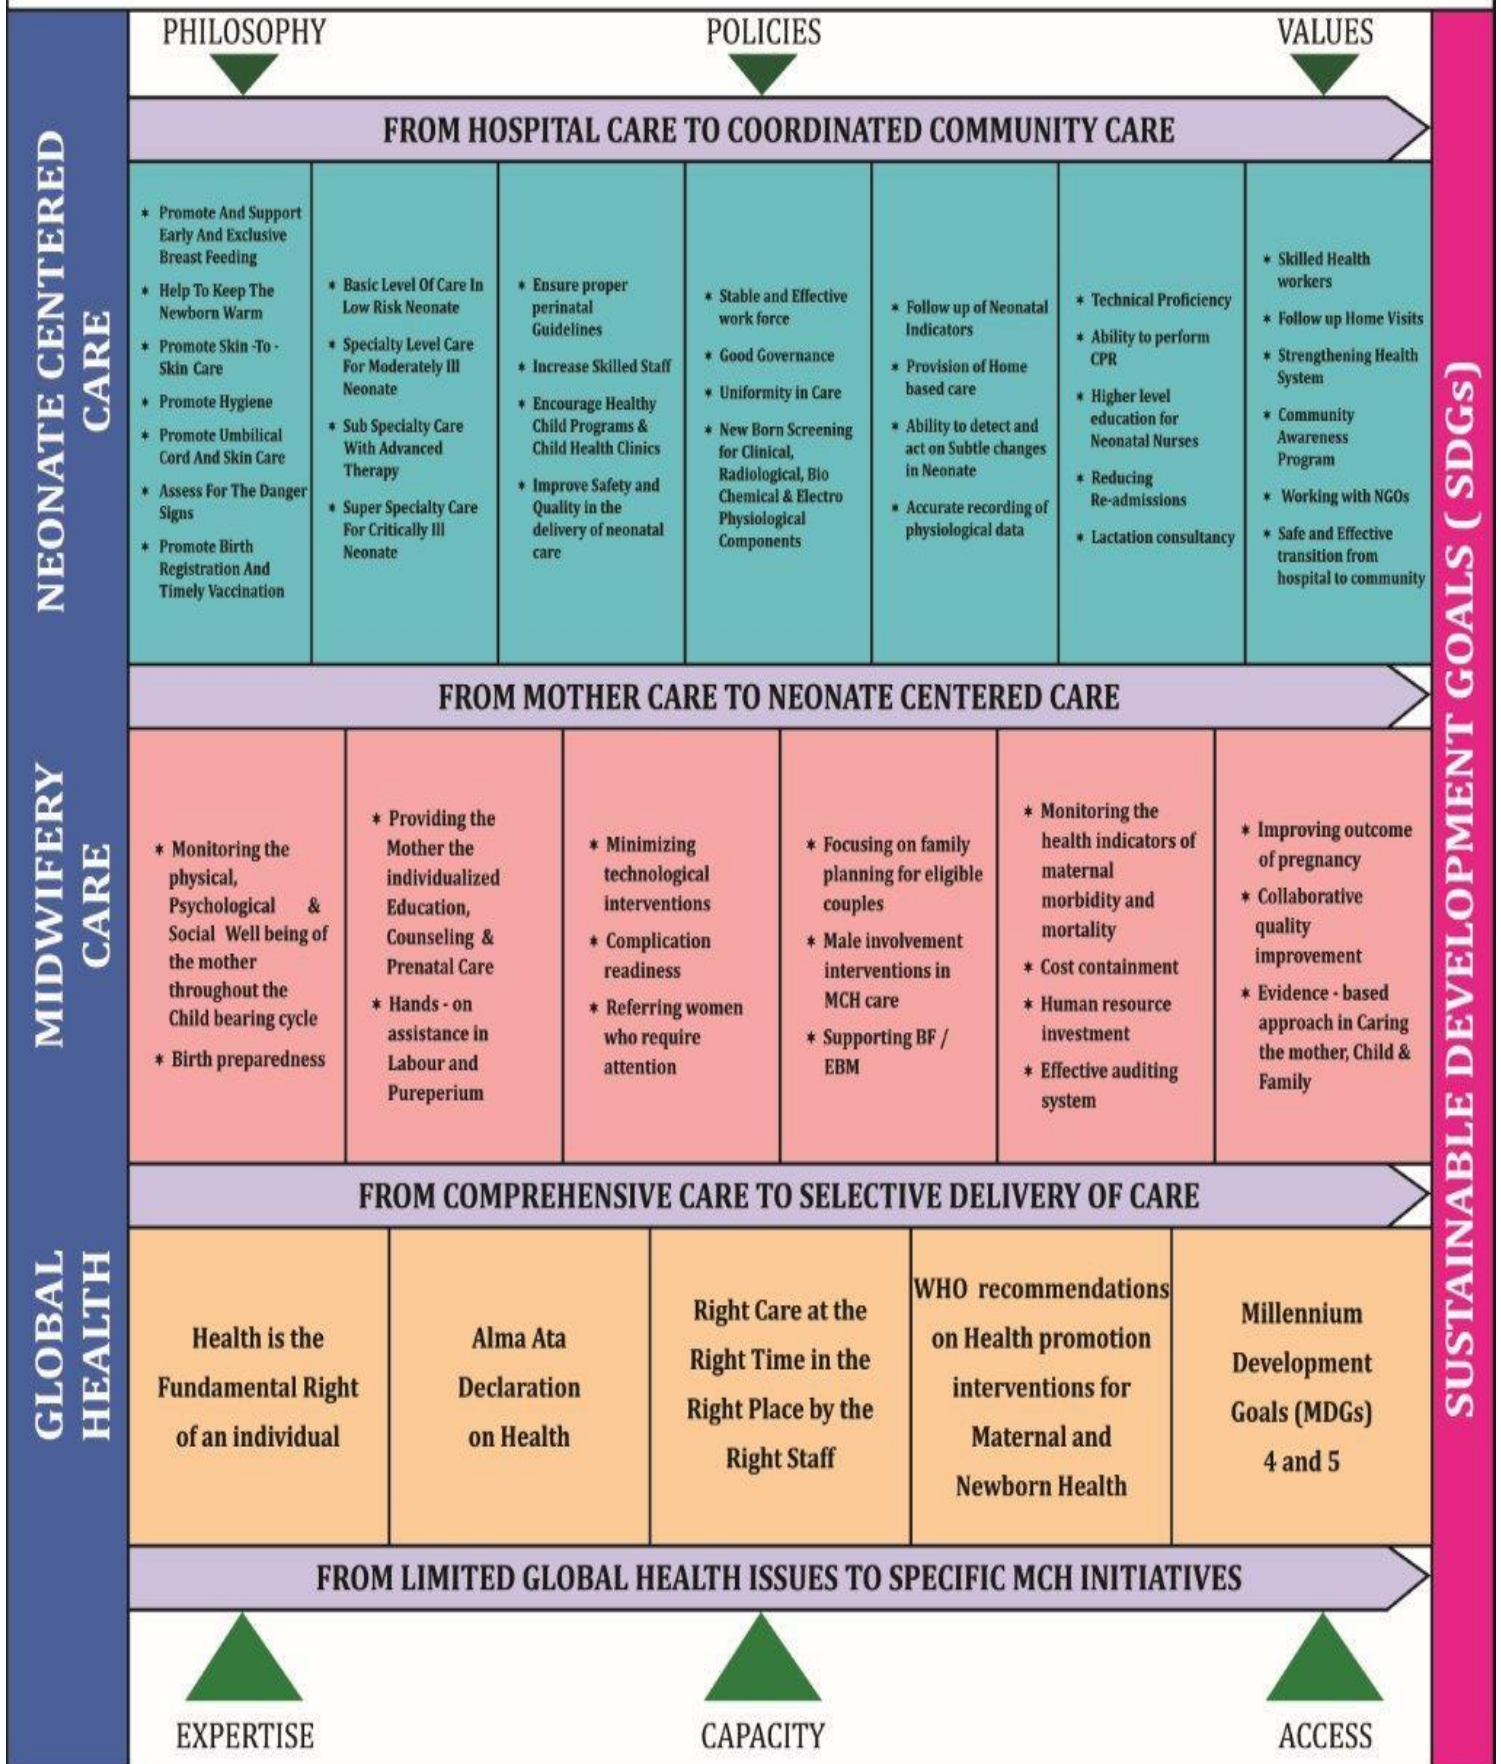 PHILOSOPHY
POLICIES
VALUES
NEONATE CENTERED
CARE
FROM HOSPITAL CARE TO COORDINATED COMMUNITY CARE
* Promote And Support
Early And Exclusive
Breast Feeding
* Help To Keep The
Newborn Warm
* Promote Skin -To -
Skin Care
* Promote Hygiene
* Promote Umbilical
Cord And Skin Care
* Assess For The Danger
Signs
* Promote Birth
Registration And
Timely Vaccination
* Basic Level Of Care In
Low Risk Neonate
* Specialty Level Care
For Moderately Ill
Neonate
* Sub Specialty Care
With Advanced
Therapy
* Super Specialty Care
For Critically Ill
Neonate
* Ensure proper
perinatal
Guidelines
* Increase Skilled Staff
* Encourage Healthy
Child Programs &
Child Health Clinics
* Improve Safety and
Quality in the
delivery of neonatal
care
* Stable and Effective
work force
* Good Governance
* Uniformity in Care
* New Born Screening
for Clinical,
Radiological, Bio
Chemical & Electro
Physiological
Components
* Follow up of Neonatal
Indicators
* Provision of Home
based care
* Ability to detect and
act on Subtle changes
in Neonate
* Accurate recording of
physiological data
* Technical Proficiency
* Ability to perform
CPR
* Higher level
education for
Neonatal Nurses
* Reducing
Re-admissions
* Lactation consultancy
* Skilled Health
workers
* Follow up Home Visits
* Strengthening Health
System
* Community
Awareness
Program
* Working with NGOs
* Safe and Effective
transition from
hospital to community
FROM MOTHER CARE TO NEONATE CENTERED CARE
MIDWIFERY
CARE
* Monitoring the
physical,
Psychological &
Social Well being of
the mother
throughout the
Child bearing cycle
* Birth preparedness
* Providing the
Mother the
individualized
Education,
Counseling &
Prenatal Care
* Hands - on
assistance in
Labour and
Pureperium
* Minimizing
technological
interventions
* Complication
readiness
* Referring women
who require
attention
* Focusing on family
planning for eligible
couples
* Male involvement
interventions in
MCH care
* Supporting BF /
EBM
* Monitoring the
health indicators of
maternal
morbidity and
mortality
* Cost containment
* Human resource
investment
* Effective auditing
system
* Improving outcome
of pregnancy
* Collaborative
quality
improvement
* Evidence - based
approach in Caring
the mother, Child &
Family
FROM COMPREHENSIVE CARE TO SELECTIVE DELIVERY OF CARE
GLOBAL
HEALTH
Health is the
Fundamental Right
of an individual
Alma Ata
Declaration
on Health
Right Care at the
Right Time in the
Right Place by the
Right Staff
WHO recommendations
on Health promotion
interventions for
Maternal and
Newborn Health
Millennium
Development
Goals (MDGs)
4 and 5
FROM LIMITED GLOBAL HEALTH ISSUES TO SPECIFIC MCH INITIATIVES
EXPERTISE
CAPACITY
ACCESS
SUSTAINABLE DEVELOPMENT GOALS ( SDGs)